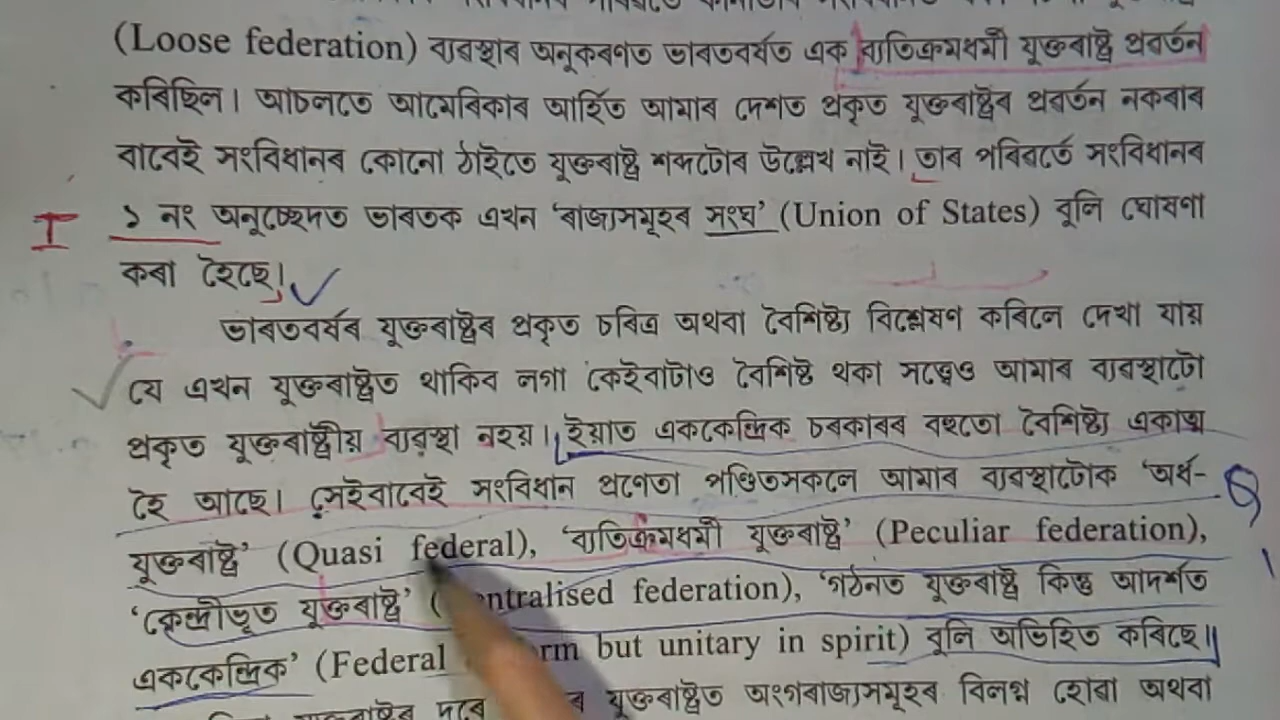 (Loose federation) ব্যৱস্থাৰ অনুকৰণত ভাৰতবৰ্ষত এক ব্যতিক্ৰমধৰ্মী যুক্তৰাষ্ট্ৰ প্ৰৱৰ্তন
কৰিছিল। আচলতে আমেৰিকাৰ আৰ্হিত আমাৰ দেশত প্ৰকৃত যুক্তৰাষ্ট্ৰৰ প্ৰৱৰ্তন নকৰাৰ
বাবেই সংবিধানৰ কোনো ঠাইতে যুক্তৰাষ্ট্ৰ শব্দটোৰ উল্লেখ নাই। তাৰ পৰিৱৰ্তে সংবিধানৰ
I ১ নং অনুচ্ছেদত ভাৰতক এখন ‘ৰাজ্যসমূহৰ সংঘ’ (Union of States) বুলি ঘোষণা
কৰা হৈছে।
ভাৰতবৰ্ষৰ যুক্তৰাষ্ট্ৰৰ প্ৰকৃত চৰিত্ৰ অথবা বৈশিষ্ট্য বিশ্লেষণ কৰিলে দেখা যায়
যে এখন যুক্তৰাষ্ট্ৰত থাকিব লগা কেইবাটাও বৈশিষ্ট থকা সত্ত্বেও আমাৰ ব্যৱস্থাটো
প্ৰকৃত যুক্তৰাষ্ট্ৰীয় ব্যৱস্থা নহয়। ইয়াত এককেন্দ্ৰিক চৰকাৰৰ বহুতো বৈশিষ্ট্য একাত্ম
হৈ আছে। সেইবাবেই সংবিধান প্ৰণেতা পণ্ডিতসকলে আমাৰ ব্যৱস্থাটোক ‘অৰ্ধ-
যুক্তৰাষ্ট্ৰ’ (Quasi federal), ‘ব্যতিক্ৰমধৰ্মী যুক্তৰাষ্ট্ৰ’ (Peculiar federation),
‘কেন্দ্ৰীভূত যুক্তৰাষ্ট্ৰ’ ( ntralised federation), ‘গঠনত যুক্তৰাষ্ট্ৰ কিন্তু আদৰ্শত
এককেন্দ্ৰিক’ (Federal rm but unitary in spirit) বুলি অভিহিত কৰিছে।
যুক্তৰাষ্ট্ৰত অংগৰাজ্যসমূহৰ বিলগ্ন হোৱা অথবা